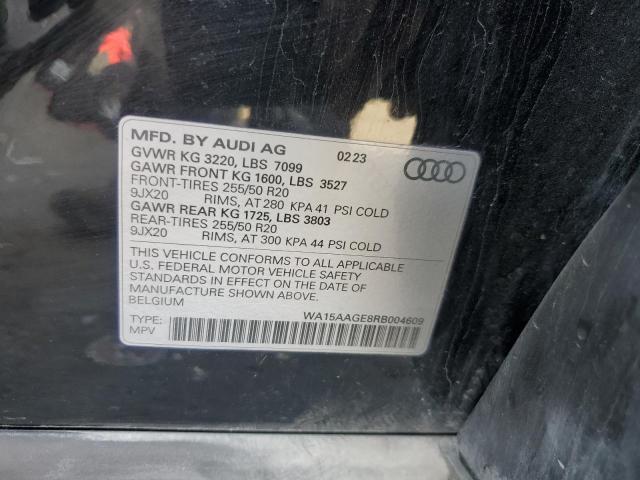 MFD. BY AUDI AG 02 23
GVWR KG 3220, LBS 7099
GAWR FRONT KG 1600, LBS 3527
FRONT-TIRES 255/50 R20
9JX20 RIMS, AT 280 KPA 41 PSI COLD
GAWR REAR KG 1725, LBS 3803
REAR-TIRES 255/50 R20
9JX20 RIMS, AT 300 KPA 44 PSI COLD
THIS VEHICLE CONFORMS TO ALL APPLICABLE
U.S. FEDERAL MOTOR VEHICLE SAFETY
STANDARDS IN EFFECT ON THE DATE OF
MANUFACTURE SHOWN ABOVE.
BELGIUM
WA15AAGE8RB004609
TYPE:
MPV